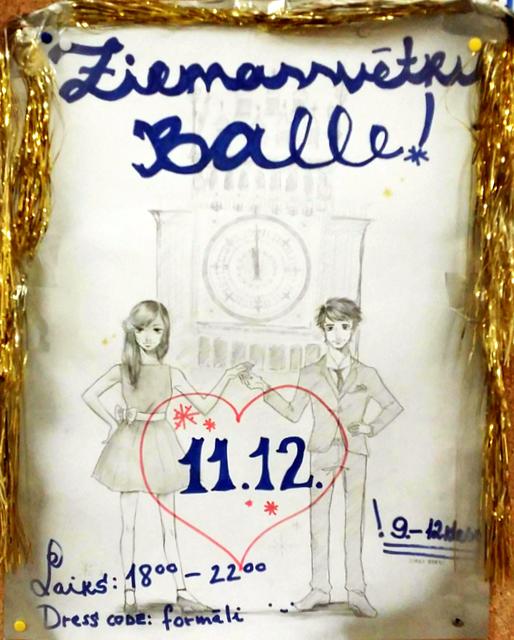 Ziemassvētku
Balle!
11.12.
! 9.-12.klase
Laiks: 18⁰⁰ - 22⁰⁰
Dress code: formāli